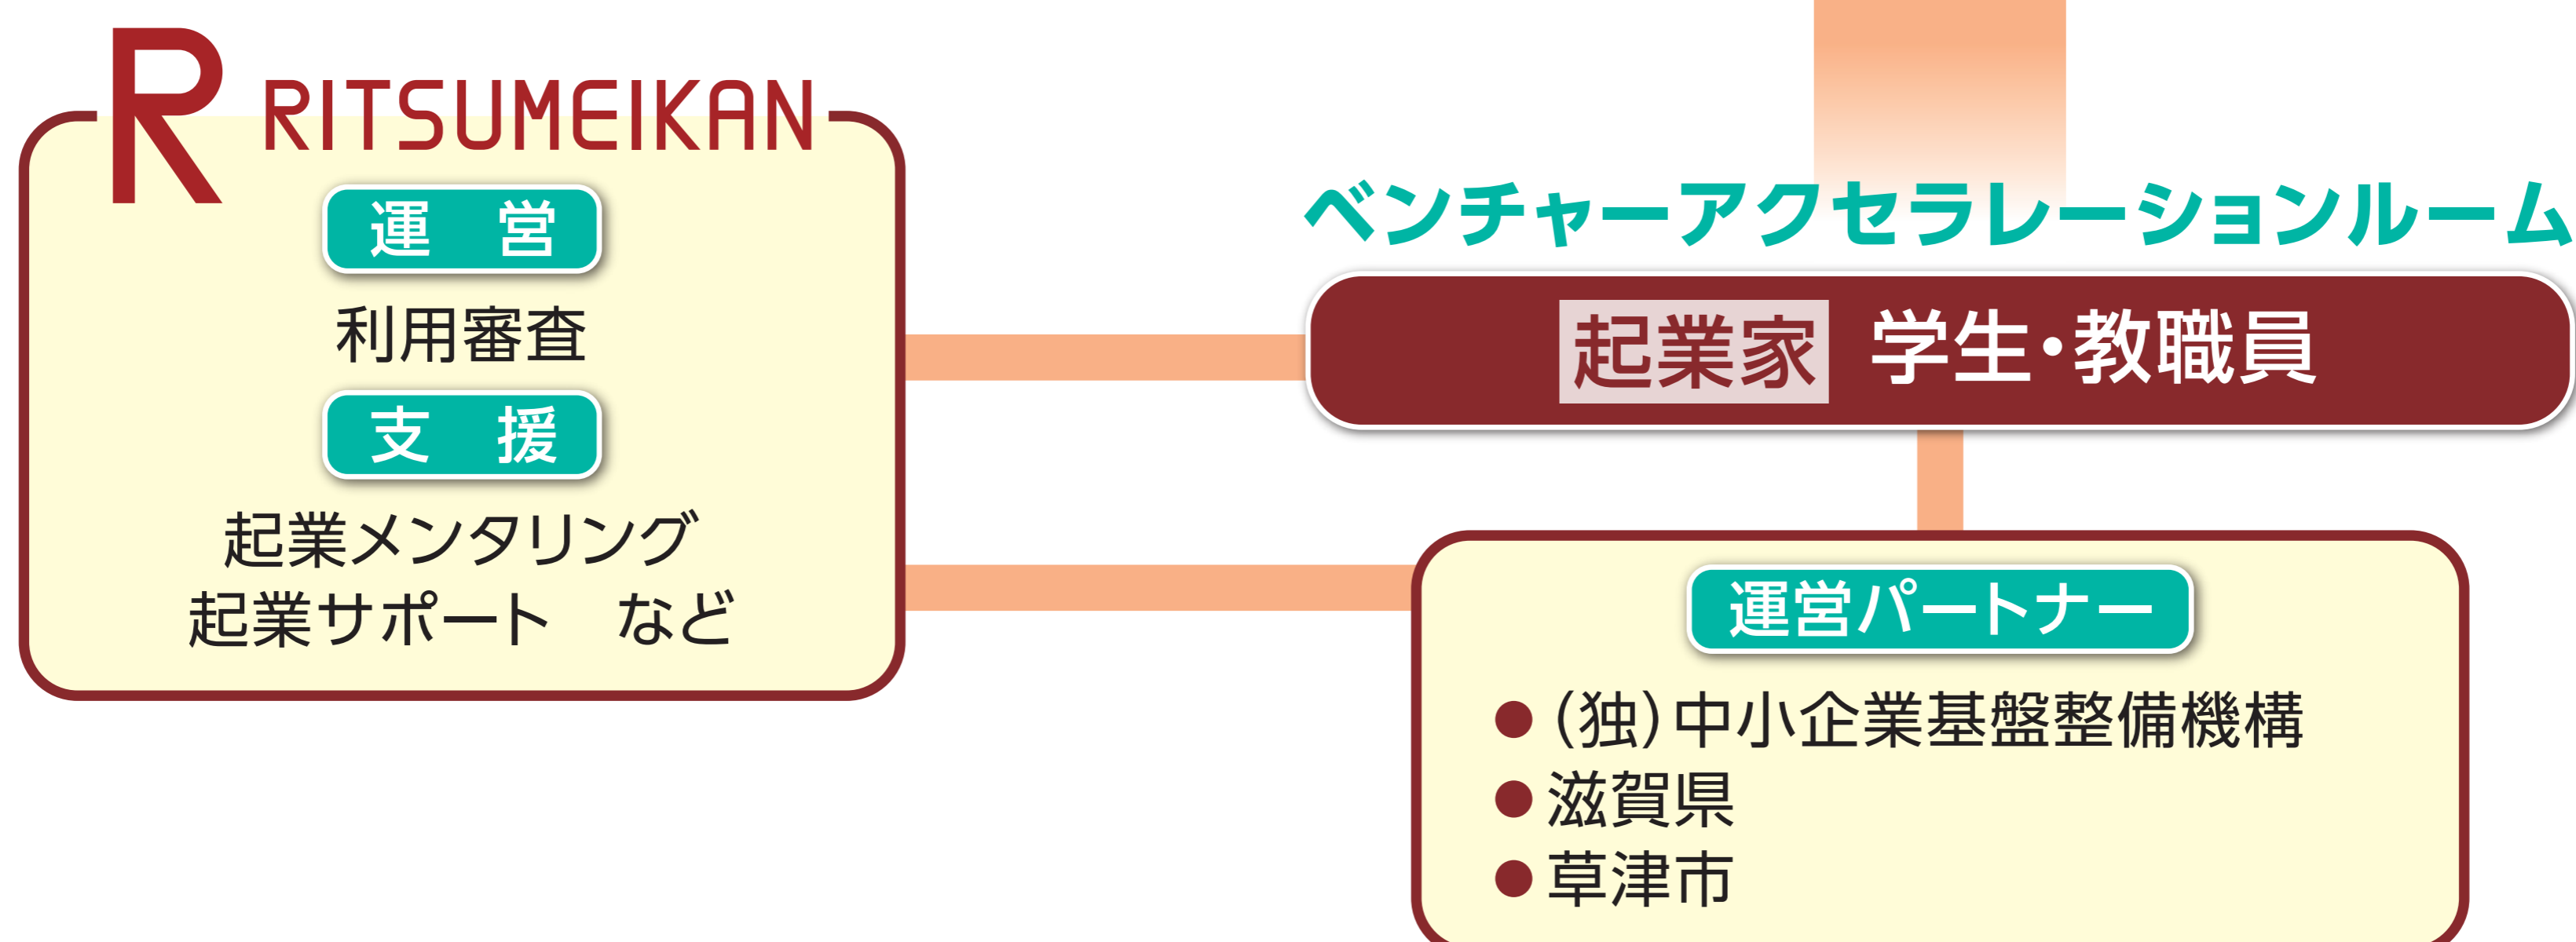 R RITSUMEIKAN
運　営
利用審査
支　援
起業メンタリング
起業サポート　など
ベンチャーアクセラレーションルーム
起業家 学生・教職員
運営パートナー
●（独）中小企業基盤整備機構
●滋賀県
●草津市